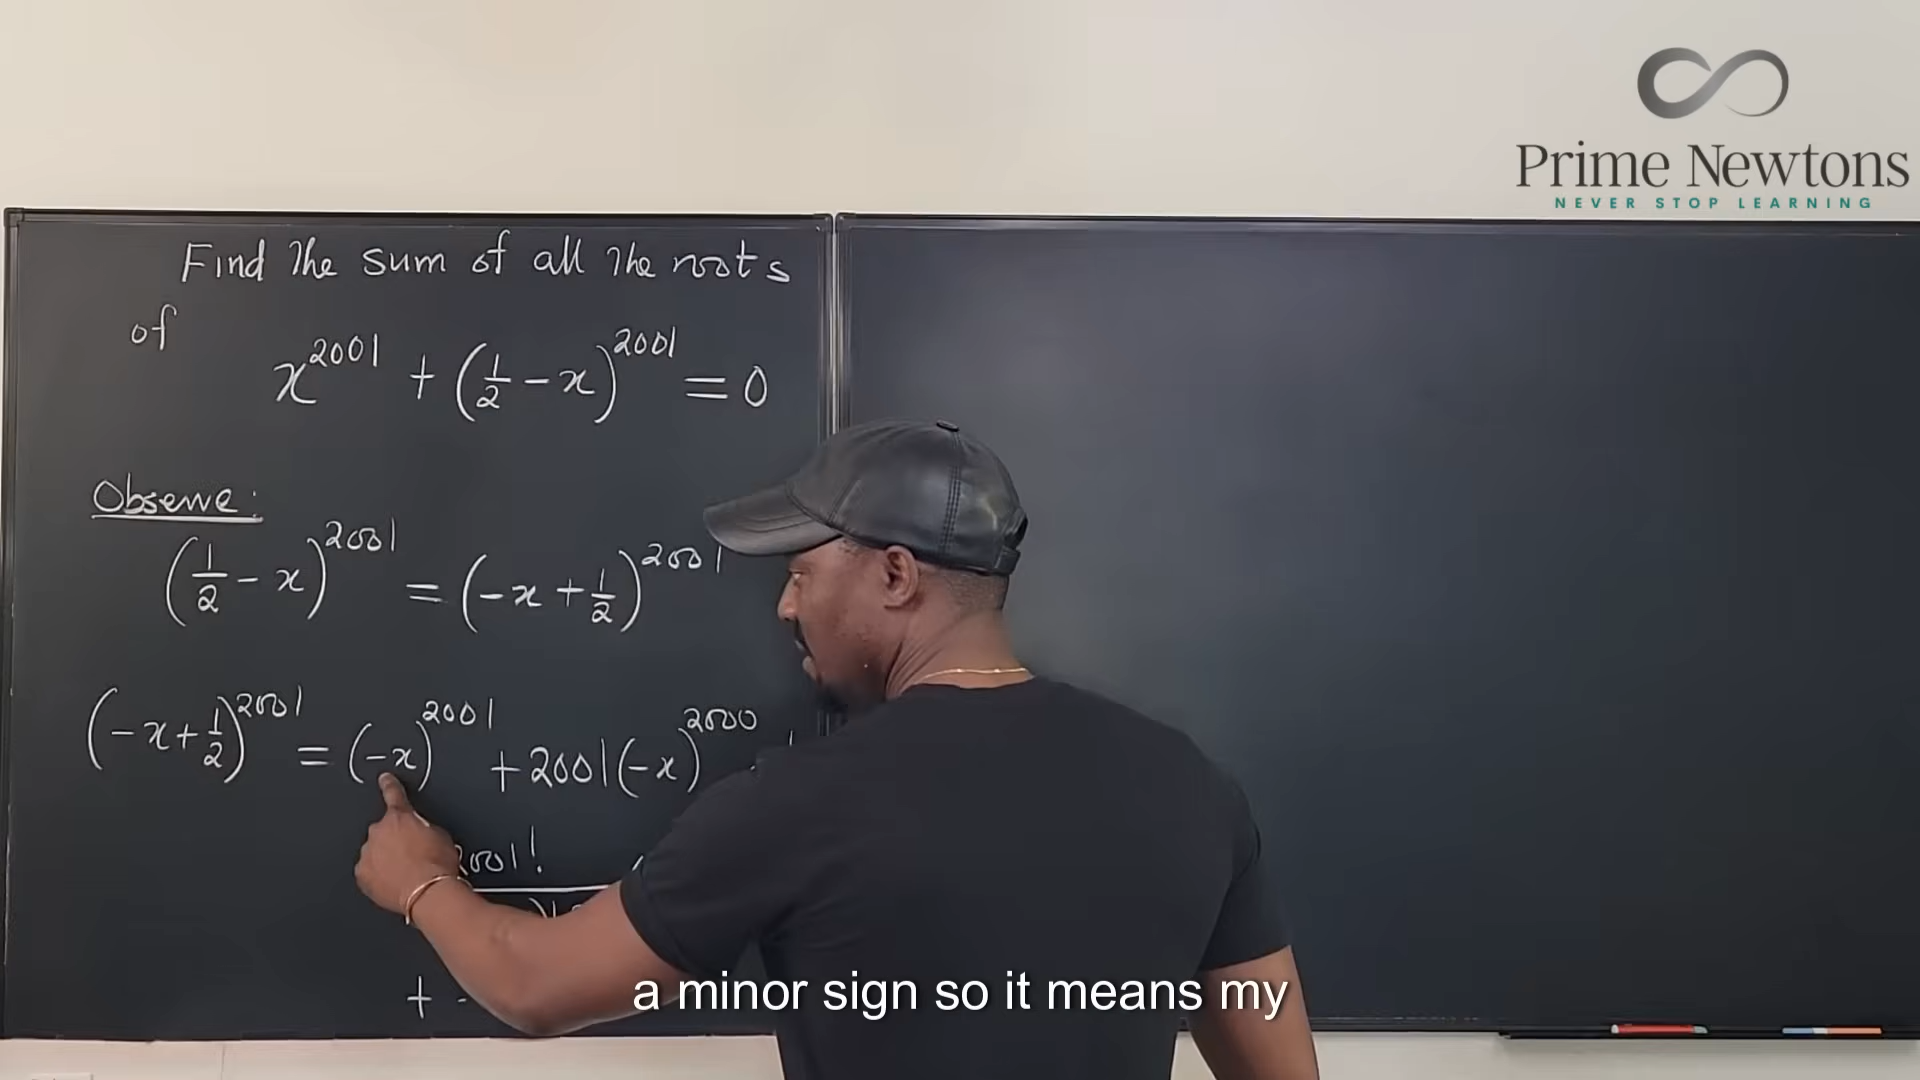 Prime Newtons
NEVER STOP LEARNING
Find The sum of all The roots
of
x^2001 + (1/2 - x)^2001 = 0
Observe:
(1/2 - x)^2001 = (-x + 1/2)^2001
(-x + 1/2)^2001 = (-x)^2001 + 2001(-x)^2000
2001!
+
a minor sign so it means my